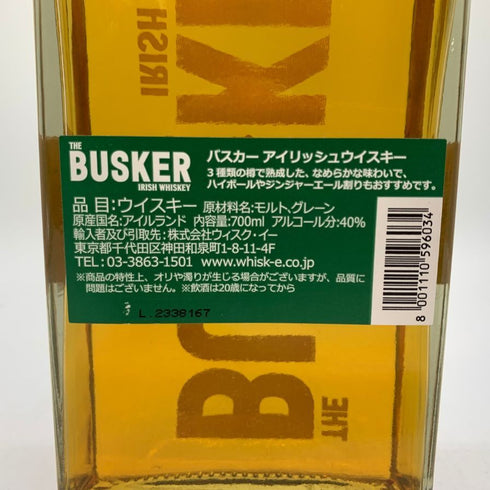 IRISH
KI
THE
BUSKER
IRISH WHISKEY
バスカー アイリッシュウイスキー
3種類の樽で熟成した、なめらかな味わいで、
ハイボールやジンジャーエール割りもおすすめです。
品 目：ウイスキー 原材料名：モルト、グレーン
原産国名：アイルランド 内容量：700ml アルコール分：40%
輸入者及び引取先：株式会社ウィスク・イー
東京都千代田区神田和泉町1-8-11-4F
TEL：03-3863-1501 www.whisk-e.co.jp
※商品の特性上、オリや濁りが生じる場合がございますが、品質に
問題はございません。※飲酒は20歳になってから
8 001110 596034
L.2338167
BU
THE